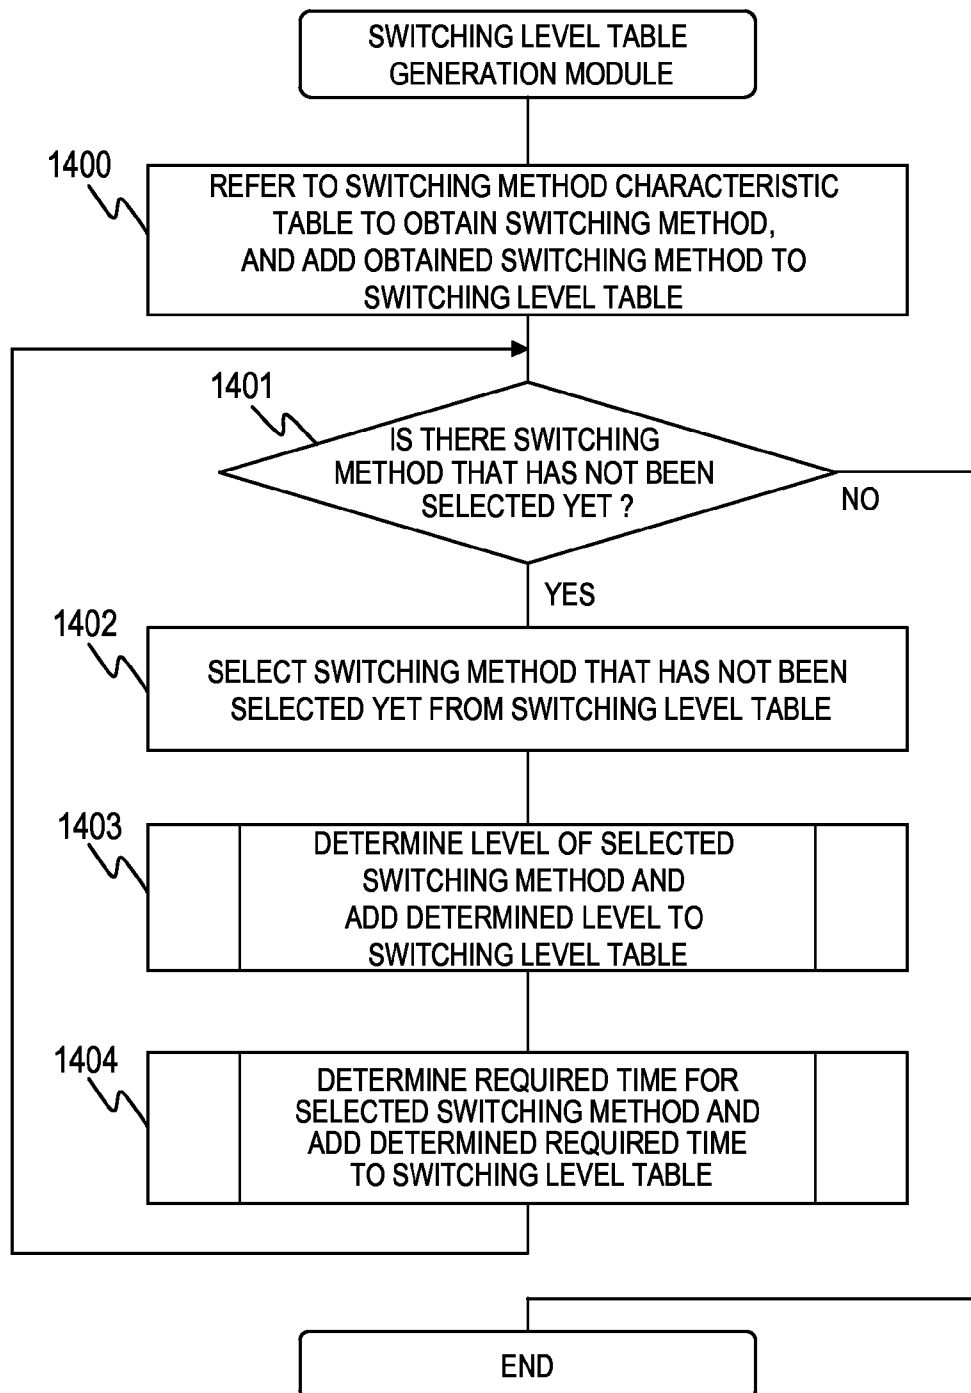 SWITCHING LEVEL TABLE
GENERATION MODULE
1400
REFER TO SWITCHING METHOD CHARACTERISTIC
TABLE TO OBTAIN SWITCHING METHOD,
AND ADD OBTAINED SWITCHING METHOD TO
SWITCHING LEVEL TABLE
1401
IS THERE SWITCHING
METHOD THAT HAS NOT BEEN
SELECTED YET ?
NO
YES
1402
SELECT SWITCHING METHOD THAT HAS NOT BEEN
SELECTED YET FROM SWITCHING LEVEL TABLE
1403
DETERMINE LEVEL OF SELECTED
SWITCHING METHOD AND
ADD DETERMINED LEVEL TO
SWITCHING LEVEL TABLE
1404
DETERMINE REQUIRED TIME FOR
SELECTED SWITCHING METHOD AND
ADD DETERMINED REQUIRED TIME
TO SWITCHING LEVEL TABLE
END